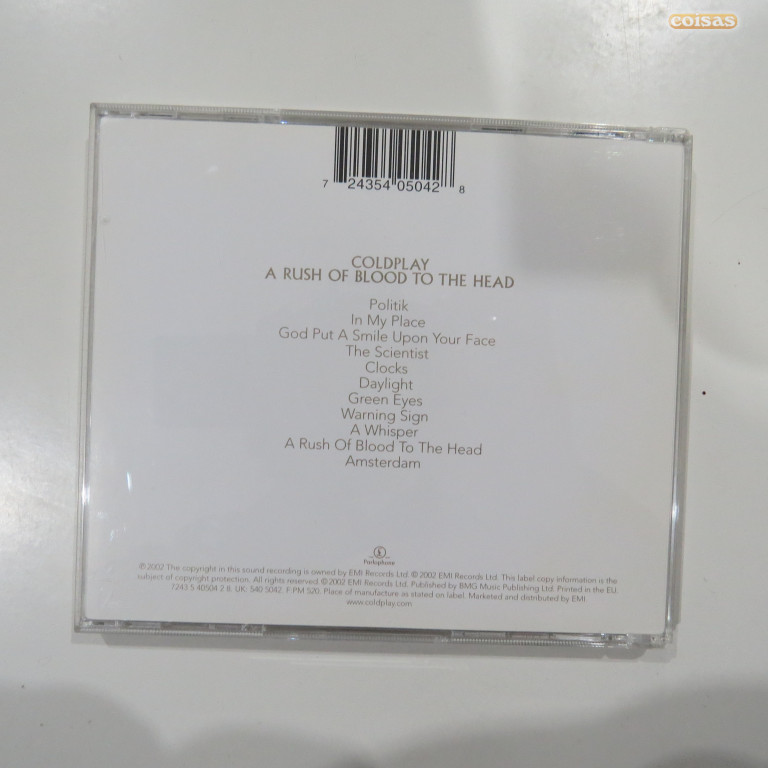 coisas
7 24354 05042 8
COLDPLAY
A RUSH OF BLOOD TO THE HEAD
Politik
In My Place
God Put A Smile Upon Your Face
The Scientist
Clocks
Daylight
Green Eyes
Warning Sign
A Whisper
A Rush Of Blood To The Head
Amsterdam
Parlophone
℗ 2002 The copyright in this sound recording is owned by EMI Records Ltd. © 2002 EMI Records Ltd. This label copy information is the
subject of copyright protection. All rights reserved. © 2002 EMI Records Ltd. Published by BMG Music Publishing Ltd. Printed in the EU.
7243 5 40504 2 8. UK: 540 5042. F:PM 520. Place of manufacture as stated on label. Marketed and distributed by EMI
www.coldplay.com